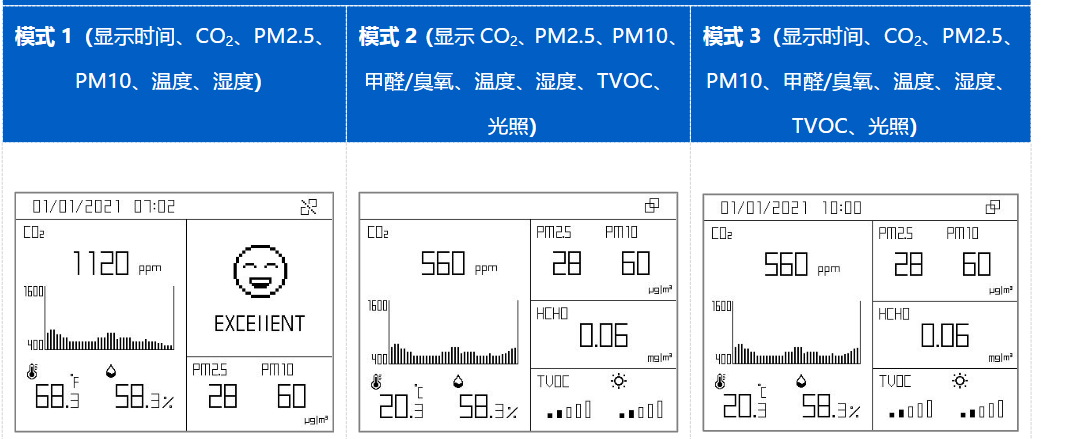 模式 1（显示时间、CO₂、PM2.5、
PM10、温度、湿度)
模式 2（显示 CO₂、PM2.5、PM10、
甲醛/臭氧、温度、湿度、TVOC、
光照)
模式 3（显示时间、CO₂、PM2.5、
PM10、甲醛/臭氧、温度、湿度、
TVOC、光照)
01/01/2021 07:02
CO₂
1120 ppm
1600
400
°F
68.3
58.3%
EXCEllENT
PM2.5 PM10
28 60
μg/m³
CO₂
560 ppm
1600
400
°C
20.3
58.3%
PM2.5 PM10
28 60
μg/m³
HCHO
0.06
mg/m³
TVOC
01/01/2021 10:00
CO₂
560 ppm
1600
400
°C
20.3
58.3%
PM2.5 PM10
28 60
μg/m³
HCHO
0.06
mg/m³
TVOC